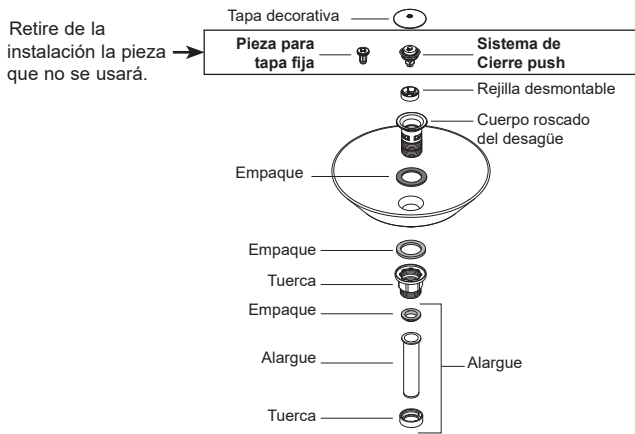 Tapa decorativa
Retire de la
instalación la pieza
que no se usará.
Pieza para
tapa fija
Sistema de
Cierre push
Rejilla desmontable
Cuerpo roscado
del desagüe
Empaque
Empaque
Tuerca
Empaque
Alargue
Alargue
Tuerca